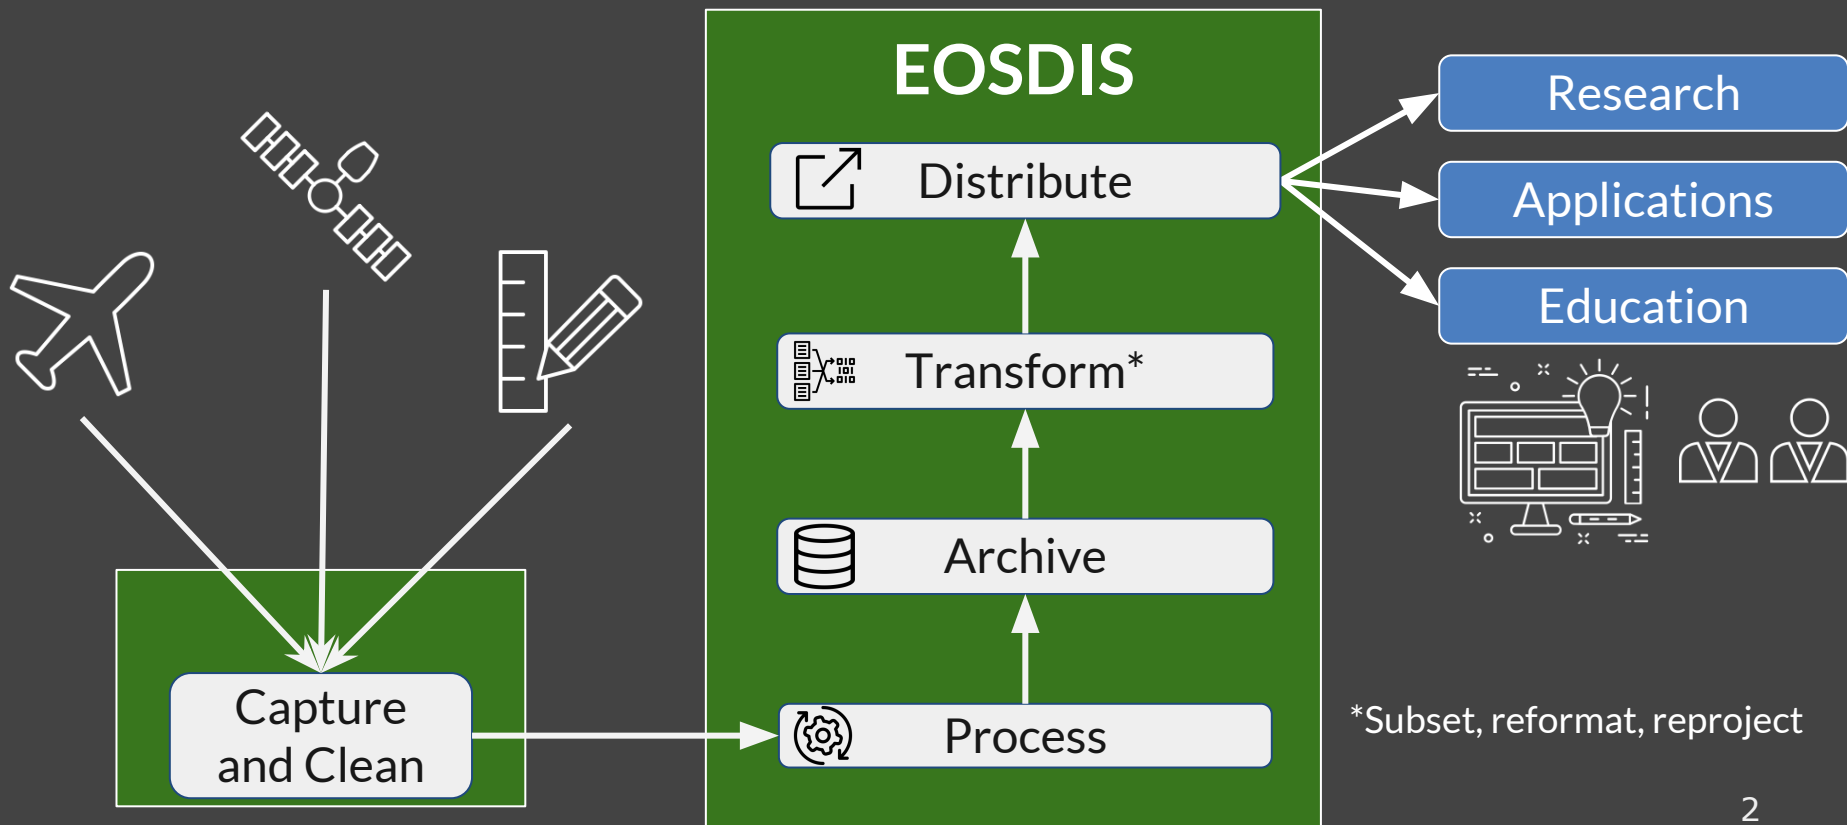 EOSDIS
Distribute
Transform*
Archive
Process
Capture
and Clean
Research
Applications
Education
*Subset, reformat, reproject
2